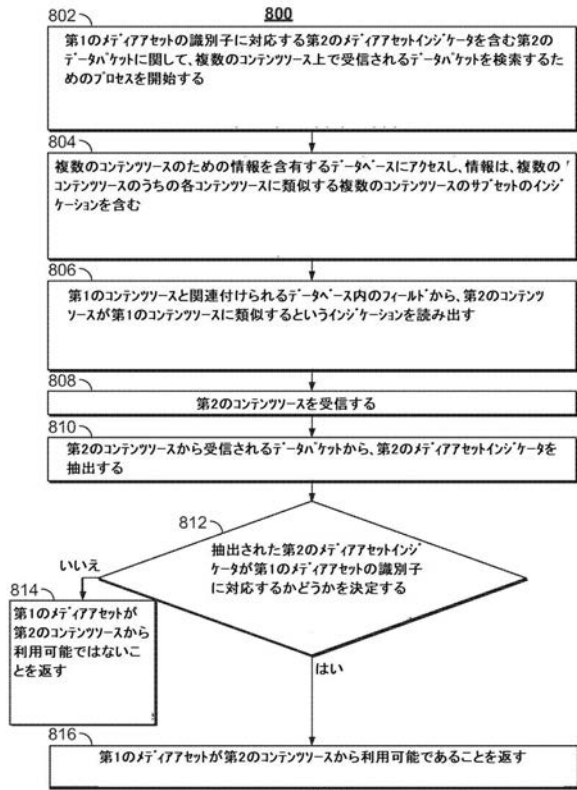 800
802
第1のメディアアセットの識別子に対応する第2のメディアアセットインジケータを含む第2の
データパケットに関して、複数のコンテンツソース上で受信されるデータパケットを検索するた
めのプロセスを開始する
804
複数のコンテンツソースのための情報を含有するデータベースにアクセスし、情報は、複数の
コンテンツソースのうちの各コンテンツソースに類似する複数のコンテンツソースのサブセットのインジ
ケーションを含む
806
第1のコンテンツソースと関連付けられるデータベース内のフィールドから、第2のコンテンツ
ソースが第1のコンテンツソースに類似するというインジケーションを読み出す
808
第2のコンテンツソースを受信する
810
第2のコンテンツソースから受信されるデータパケットから、第2のメディアアセットインジケータを
抽出する
812
抽出された第2のメディアアセットインジ
ケータが第1のメディアアセットの識別子
に対応するかどうかを決定する
いいえ
814
第1のメディアアセットが
第2のコンテンツソースから
利用可能ではないこ
とを返す
はい
816
第1のメディアアセットが第2のコンテンツソースから利用可能であることを返す